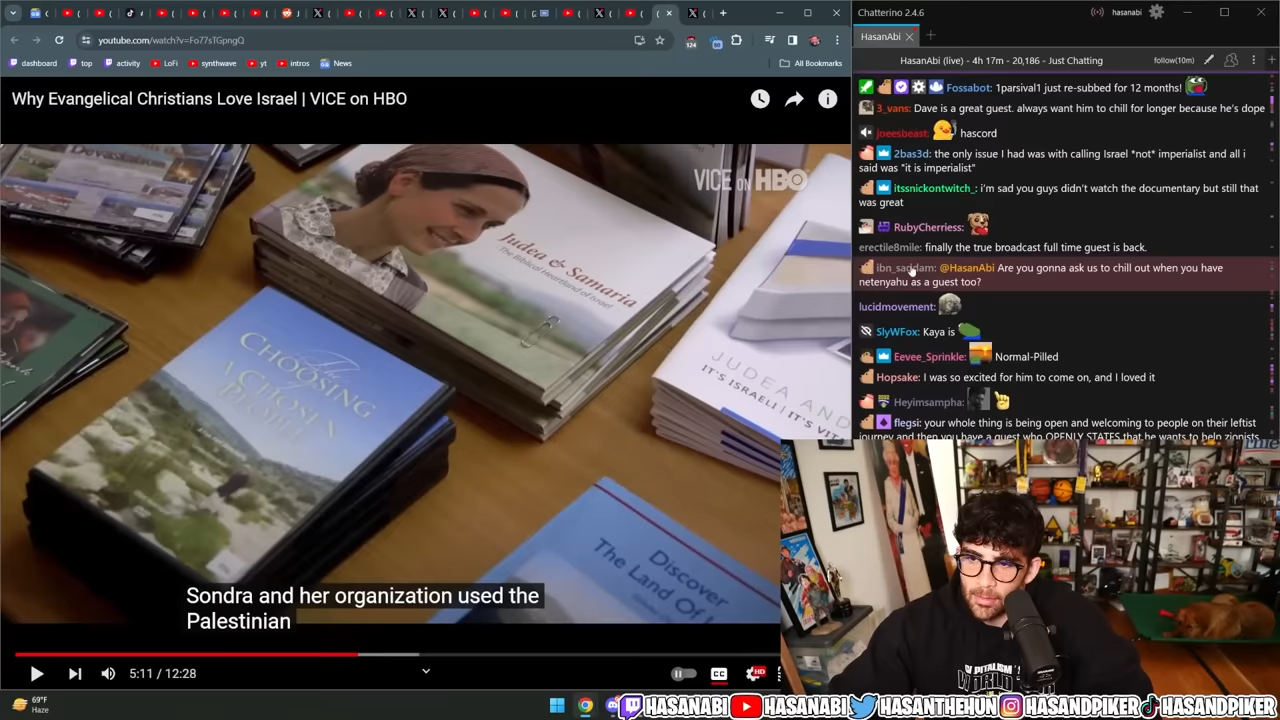 youtube.com/watch?v=Fo77sTGpngQ
124
dashboard
top
activity
LoFi
synthwave
yt
intros
News
All Bookmarks
Why Evangelical Christians Love Israel | VICE on HBO
VICE ON HBO
Judea & Samaria
The Biblical Heartland of Israel
CHOOSING
A CHOSEN
JUDEA AND
IT'S ISRAELI | IT'S VIT
Discover
The Land Of
Sondra and her organization used the
Palestinian
5:11 / 12:28
CC
HD
69°F
Haze
Chatterino 2.4.6
hasanabi
HasanAbi
HasanAbi (live) - 4h 17m - 20,186 - Just Chatting
follow(10m)
Fossabot: 1parsival1 just re-subbed for 12 months!
3_vans: Dave is a great guest. always want him to chill for longer because he's dope
joeesbeast: hascord
2bas3d: the only issue I had was with calling Israel *not* imperialist and all i
said was "it is imperialist"
itssnickontwitch_: i'm sad you guys didn't watch the documentary but still that
was great
RubyCherriess:
erectile8mile: finally the true broadcast full time guest is back.
ibn_saddam: @HasanAbi Are you gonna ask us to chill out when you have
netenyahu as a guest too?
lucidmovement:
SlyWFox: Kaya is
Eevee_Sprinkle: Normal-Pilled
Hopsake: I was so excited for him to come on, and I loved it
Heyimsampha:
flegsi: your whole thing is being open and welcoming to people on their leftist
journey and then you have a guest who OPENLY STATES that he wants to help zionists
HASANABI
HASANABI
HASANTHEHUN
HASANDPIKER
HASANDPIKER